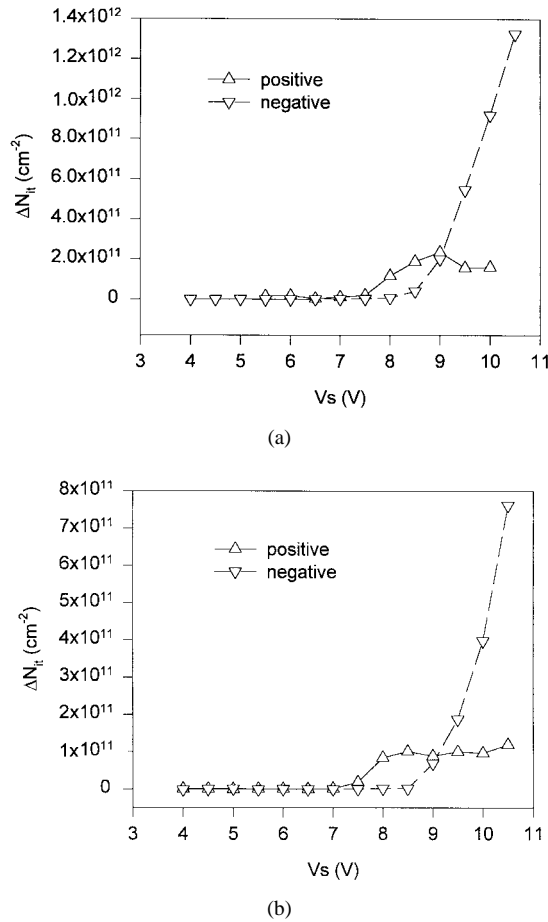 1.4x10¹²
1.2x10¹²
1.0x10¹²
8.0x10¹¹
6.0x10¹¹
4.0x10¹¹
2.0x10¹¹
0
ΔNit (cm⁻²)
positive
negative
3 4 5 6 7 8 9 10 11
Vs (V)
(a)
8x10¹¹
7x10¹¹
6x10¹¹
5x10¹¹
4x10¹¹
3x10¹¹
2x10¹¹
1x10¹¹
0
ΔNit (cm⁻²)
positive
negative
3 4 5 6 7 8 9 10 11
Vs (V)
(b)